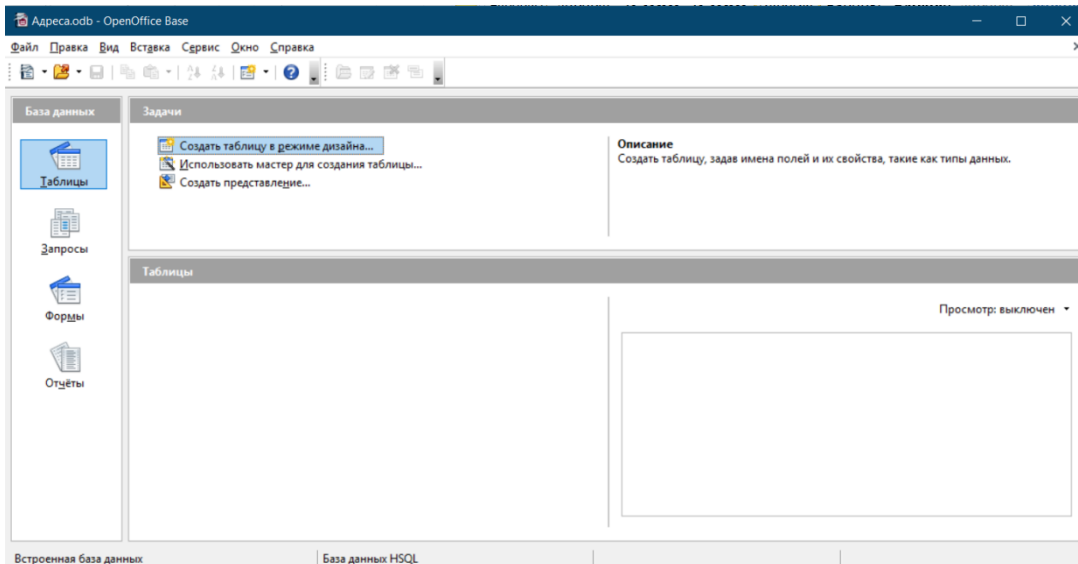 Адреса.odb - OpenOffice Base
Файл Правка Вид Вставка Сервис Окно Справка
База данных
Задачи
Таблицы
Запросы
Формы
Отчёты
Создать таблицу в режиме дизайна...
Использовать мастер для создания таблицы...
Создать представление...
Описание
Создать таблицу, задав имена полей и их свойства, такие как типы данных.
Таблицы
Просмотр: выключен
Встроенная база данных
База данных HSQL